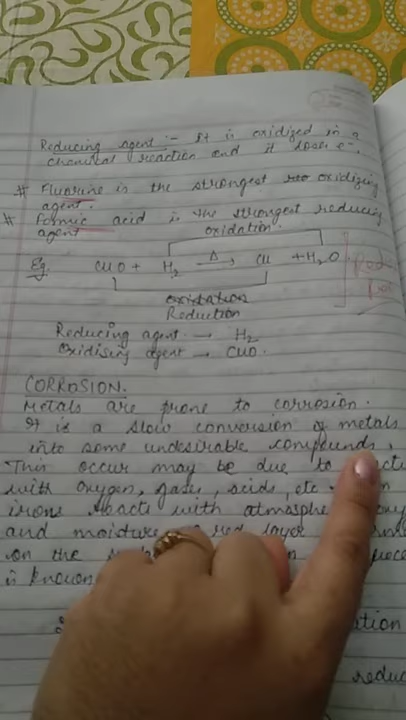 Reducing agent :- It is oxidized in a
chemical reaction and it loses e⁻.
# Fluorine is the strongest oxidizing
agent.
# Formic acid is the strongest reducing
agent
oxidation.
Eg. CuO + H₂ —Δ→ Cu + H₂O
Reduction
Reducing agent → H₂
Oxidising agent → CuO.
CORROSION.
Metals are prone to corrosion.
It is a slow conversion of metals
into some undesirable compounds.
This occur may be due to
with oxygen, gases, acids, etc
irons reacts with atmosphe
and moisture red layer
on the
is known
ation
reduc